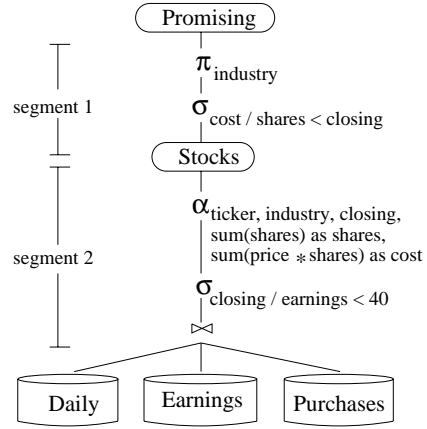 Promising
π industry
segment 1
σ cost / shares < closing
Stocks
α ticker, industry, closing,
sum(shares) as shares,
sum(price * shares) as cost
segment 2
σ closing / earnings < 40
⋈
Daily
Earnings
Purchases